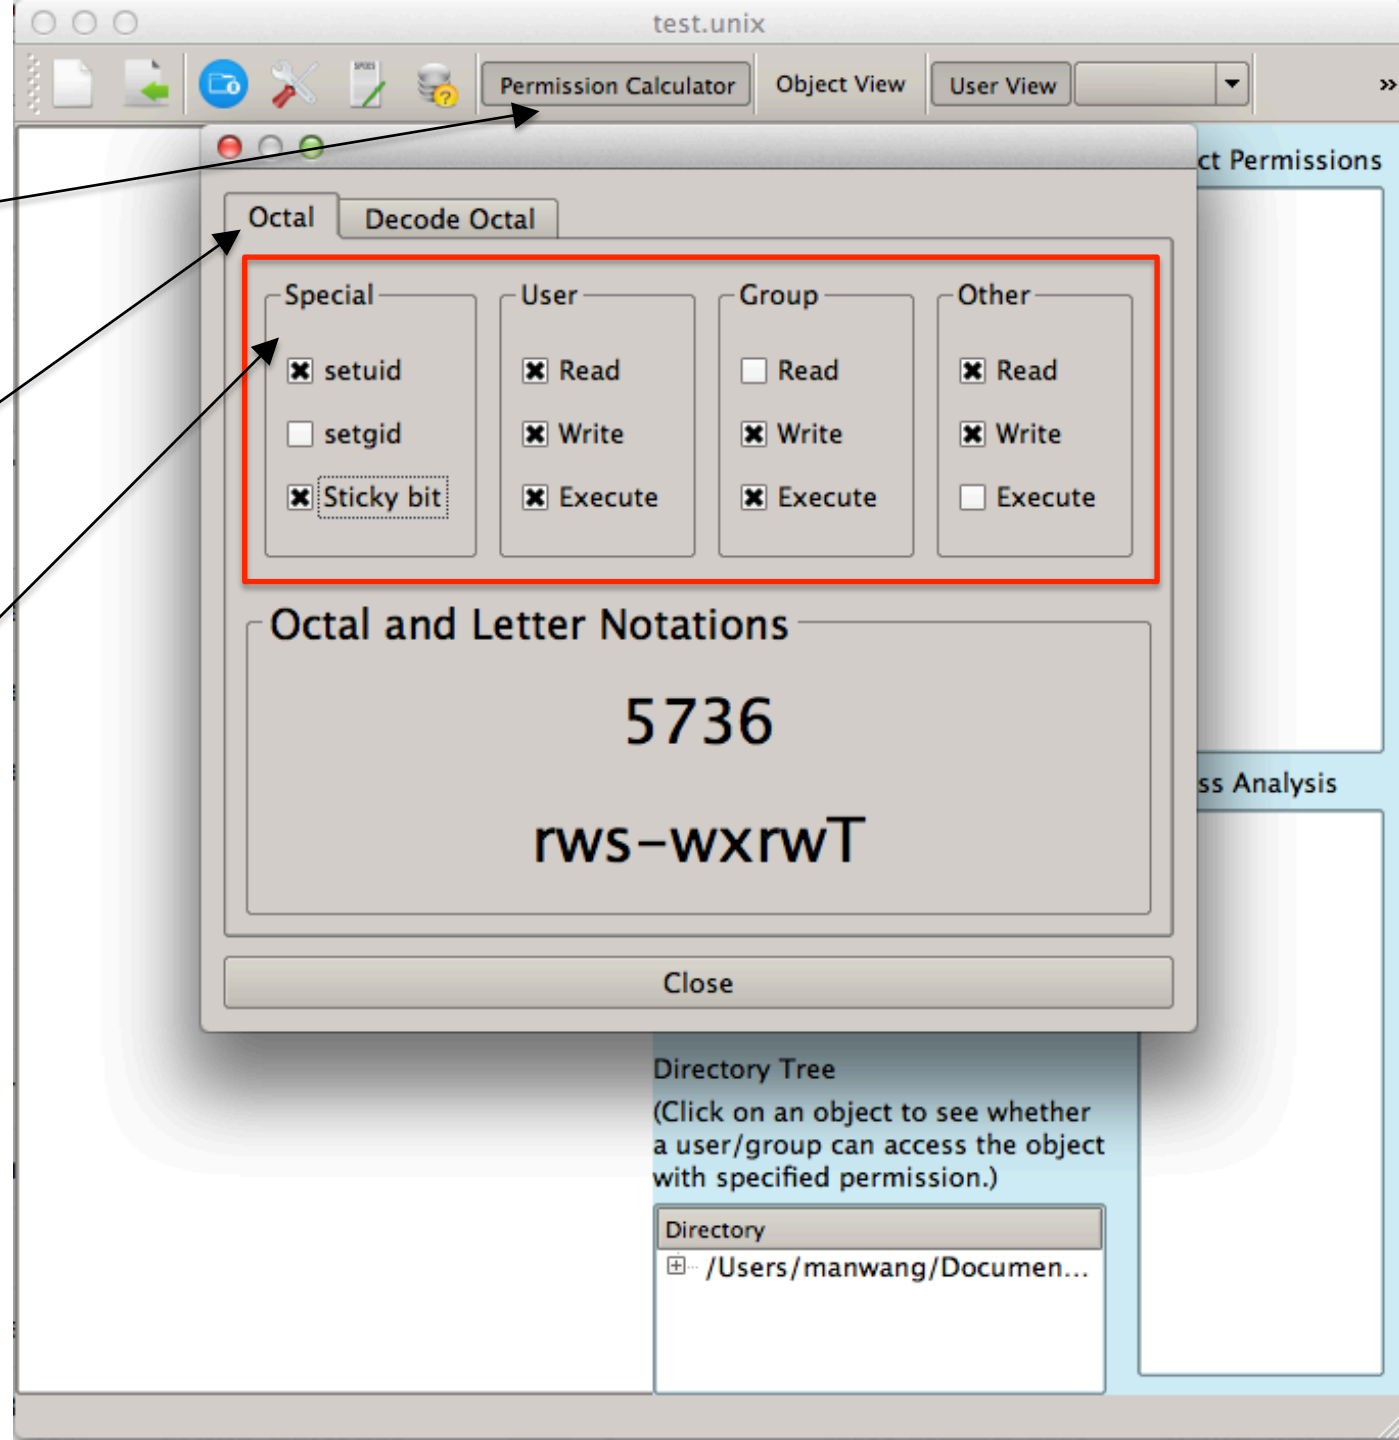 test.unix
Permission Calculator Object View User View
»
ct Permissions
Octal Decode Octal
Special User Group Other
setuid Read Read Read
setgid Write Write Write
Sticky bit Execute Execute Execute
Octal and Letter Notations
5736
rws-wxrwT
ss Analysis
Close
Directory Tree
(Click on an object to see whether
a user/group can access the object
with specified permission.)
Directory
/Users/manwang/Documen...